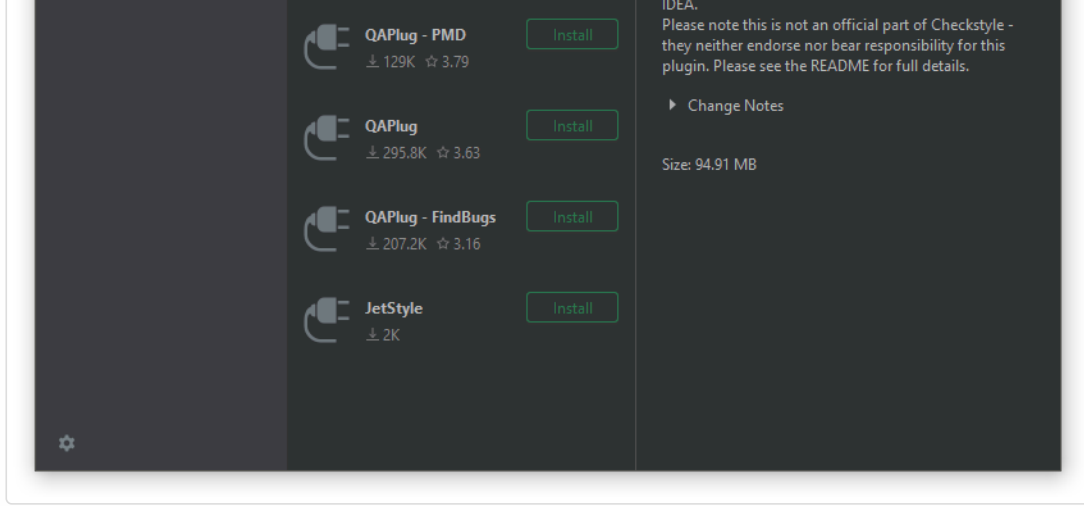 QAPlug - PMD
Install
129K 3.79
QAPlug
Install
295.8K 3.63
QAPlug - FindBugs
Install
207.2K 3.16
JetStyle
Install
2K
IDEA.
Please note this is not an official part of Checkstyle -
they neither endorse nor bear responsibility for this
plugin. Please see the README for full details.
Change Notes
Size: 94.91 MB